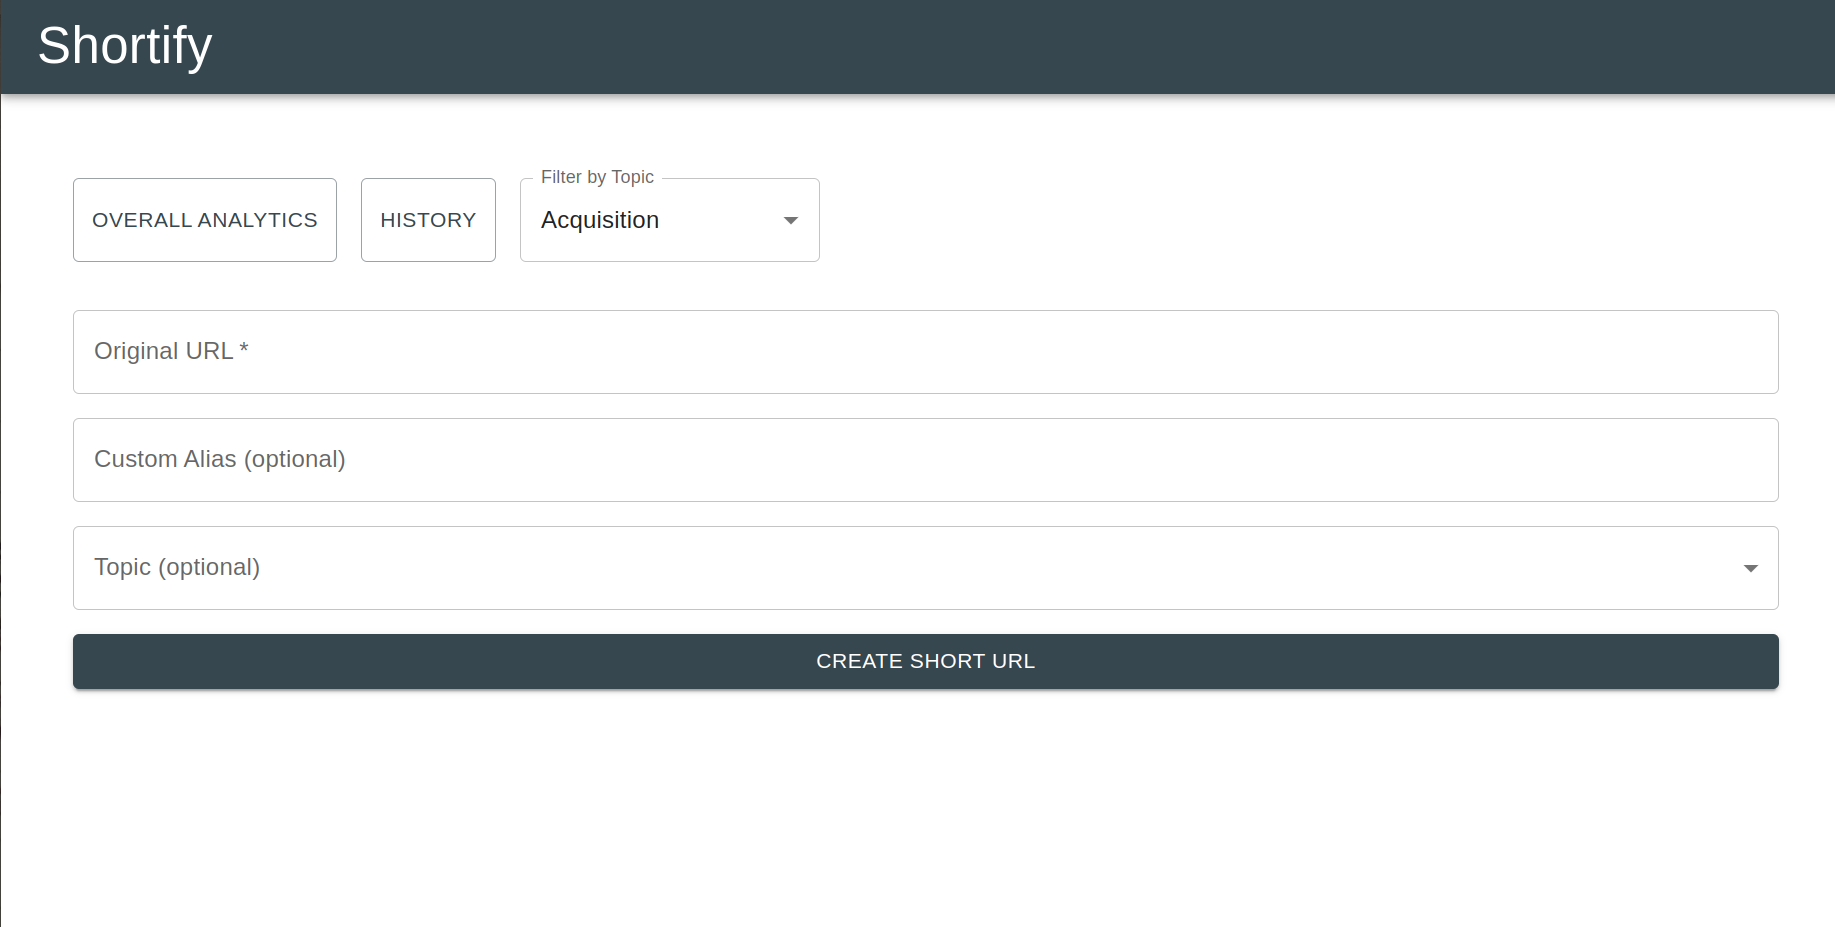 Shortify
Filter by Topic
OVERALL ANALYTICS HISTORY Acquisition
Original URL *
Custom Alias (optional)
Topic (optional)
CREATE SHORT URL